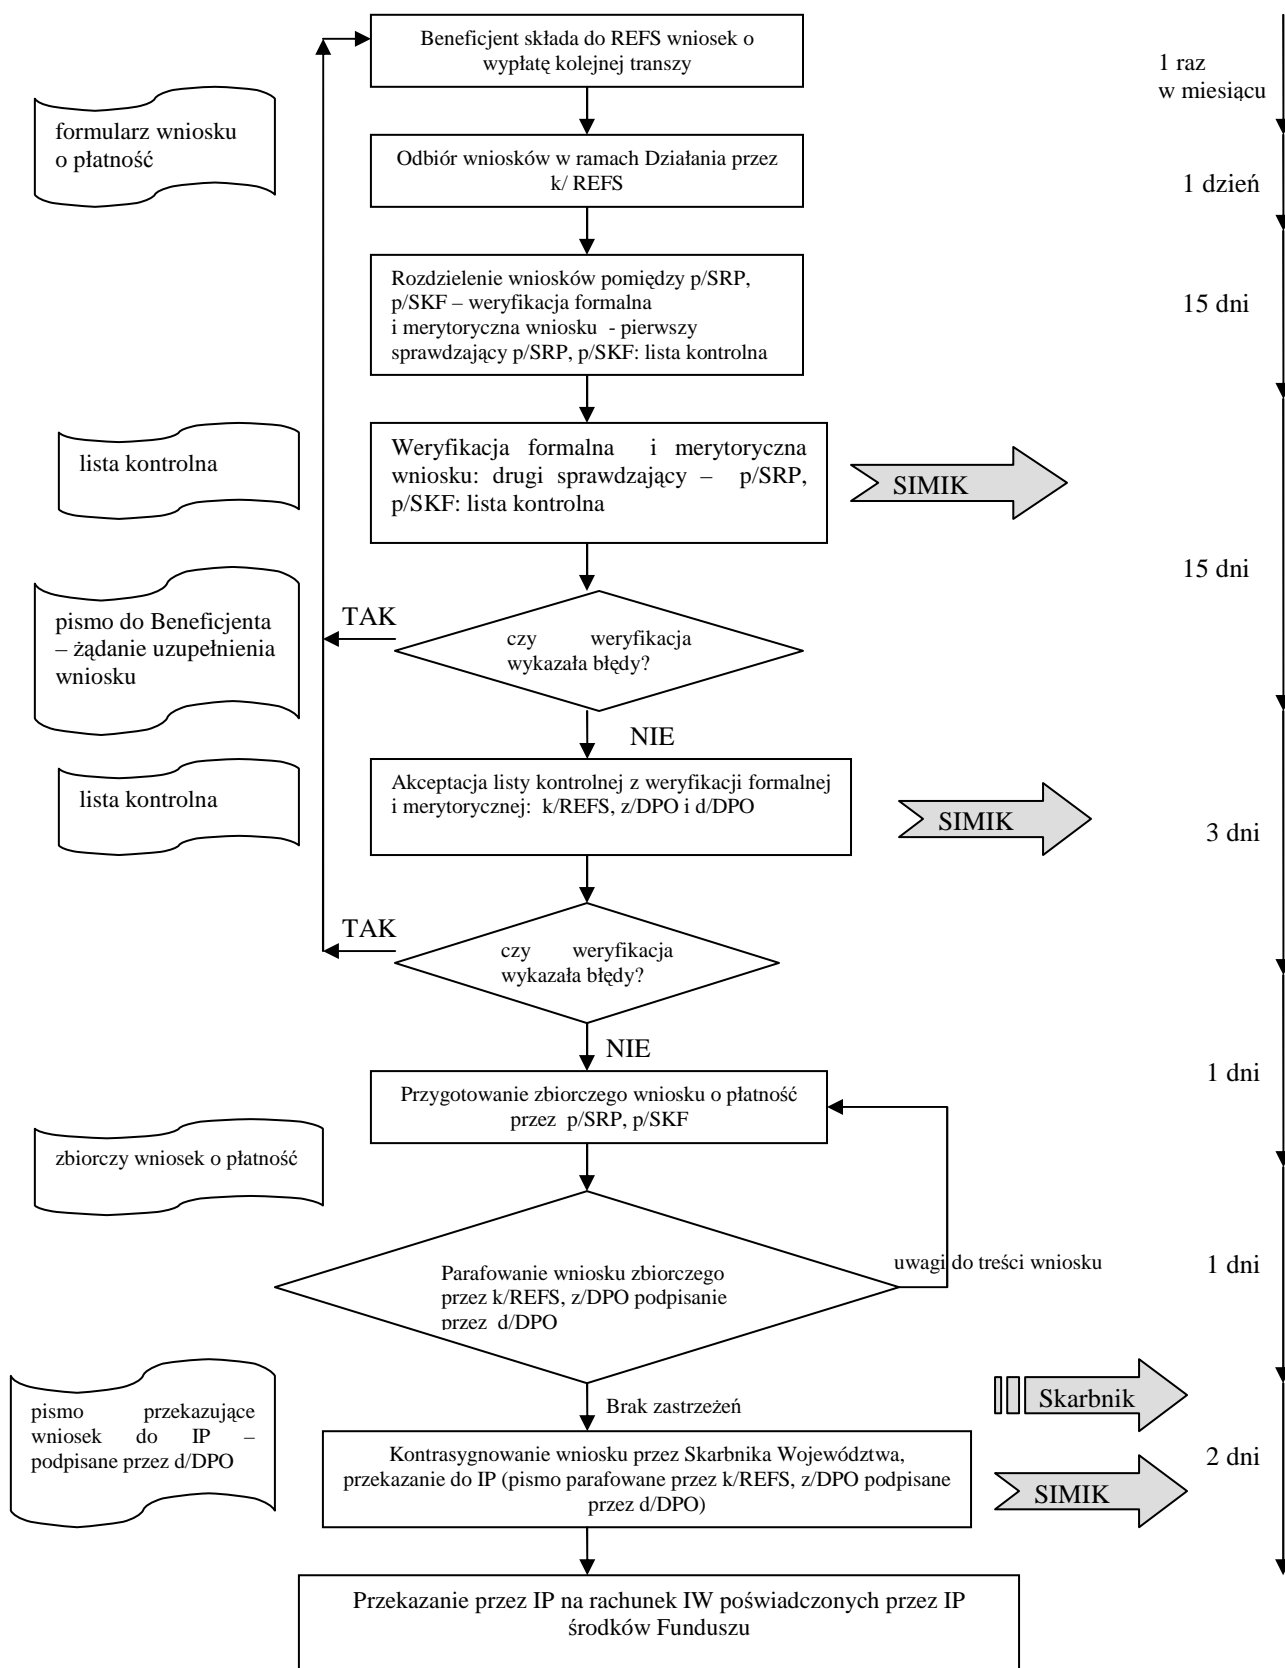 Beneficjent składa do REFS wniosek o
wypłatę kolejnej transzy
1 raz
w miesiącu
formularz wniosku
o płatność
Odbiór wniosków w ramach Działania przez
k/ REFS
1 dzień
Rozdzielenie wniosków pomiędzy p/SRP,
p/SKF – weryfikacja formalna
i merytoryczna wniosku - pierwszy
sprawdzający p/SRP, p/SKF: lista kontrolna
15 dni
lista kontrolna
Weryfikacja formalna i merytoryczna
wniosku: drugi sprawdzający – p/SRP,
p/SKF: lista kontrolna
SIMIK
15 dni
pismo do Beneficjenta
– żądanie uzupełnienia
wniosku
TAK
czy weryfikacja
wykazała błędy?
NIE
lista kontrolna
Akceptacja listy kontrolnej z weryfikacji formalnej
i merytorycznej: k/REFS, z/DPO i d/DPO
SIMIK
3 dni
TAK
czy weryfikacja
wykazała błędy?
NIE
Przygotowanie zbiorczego wniosku o płatność
przez p/SRP, p/SKF
1 dni
zbiorczy wniosek o płatność
Parafowanie wniosku zbiorczego
przez k/REFS, z/DPO podpisanie
przez d/DPO
uwagi do treści wniosku
1 dni
Brak zastrzeżeń
Skarbnik
pismo przekazujące
wniosek do IP –
podpisane przez d/DPO
Kontrasygnowanie wniosku przez Skarbnika Województwa,
przekazanie do IP (pismo parafowane przez k/REFS, z/DPO podpisane
przez d/DPO)
SIMIK
2 dni
Przekazanie przez IP na rachunek IW poświadczonych przez IP
środków Funduszu